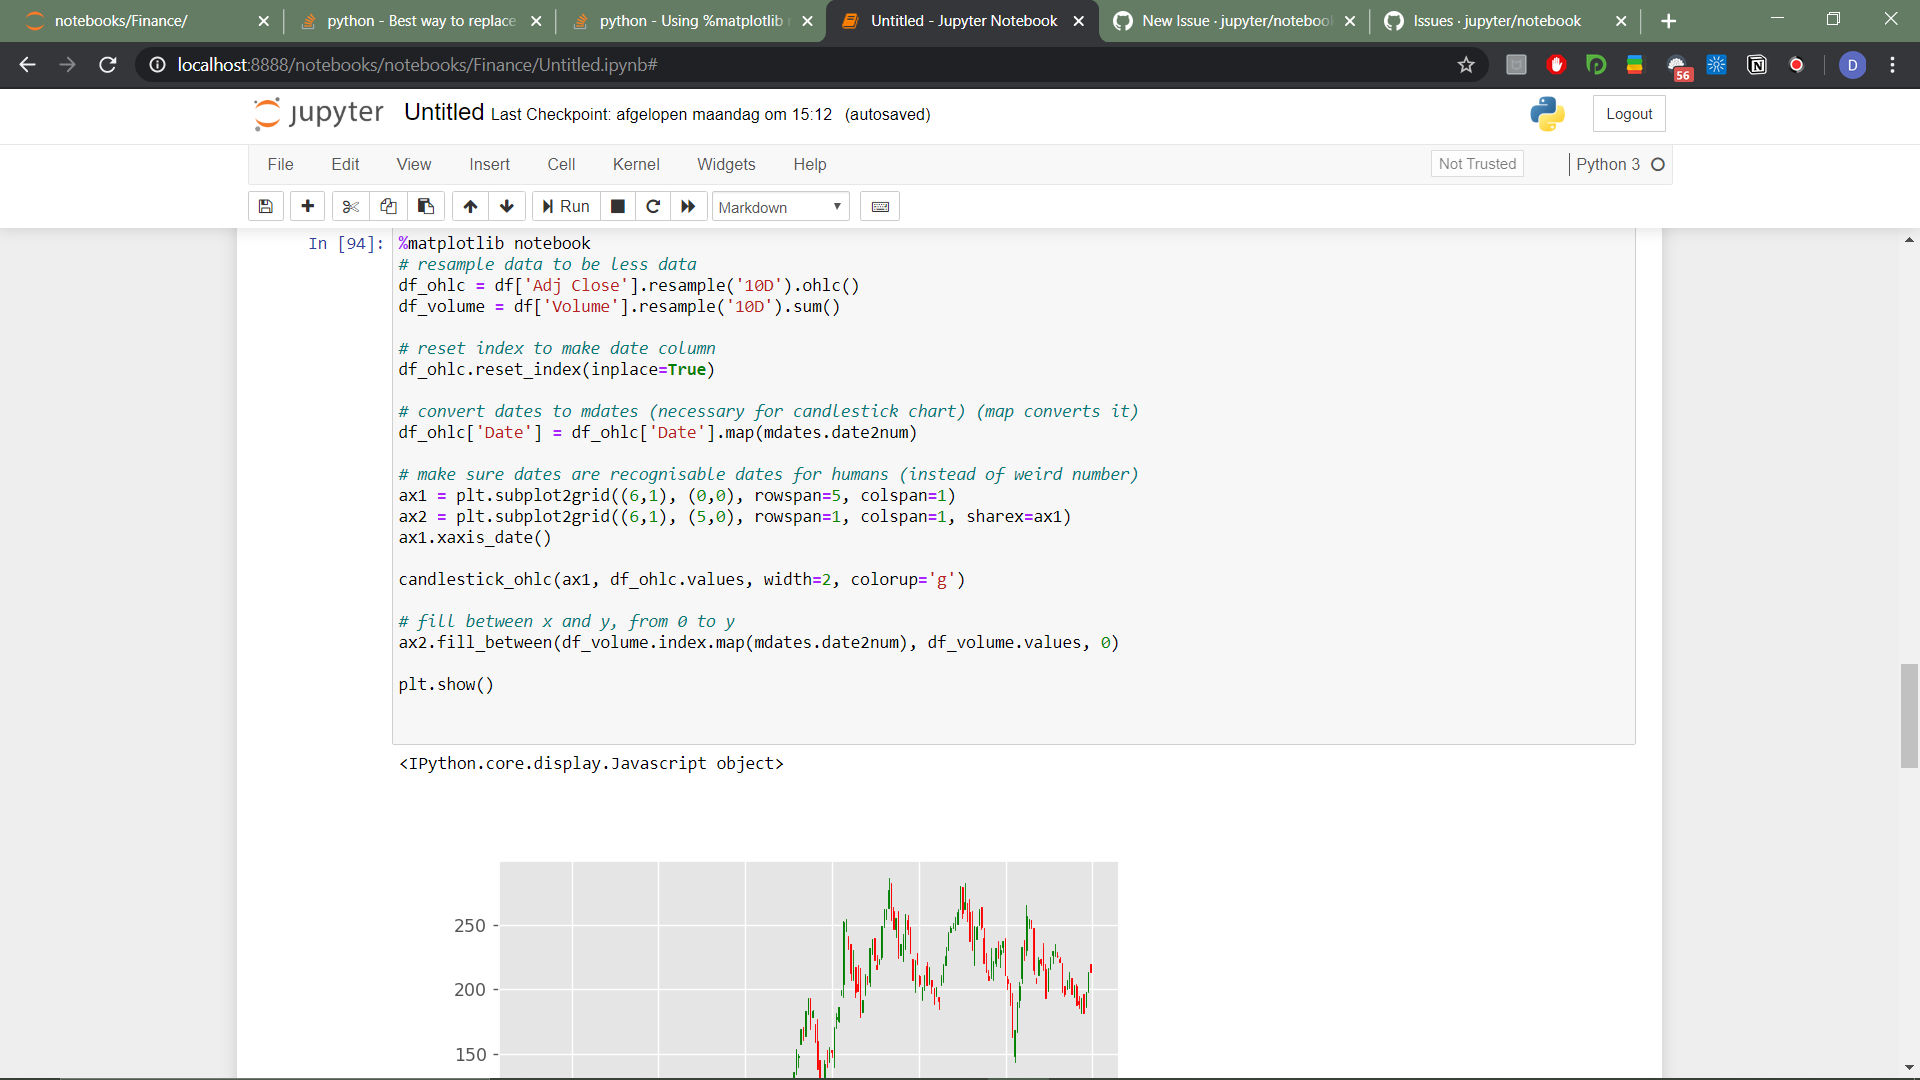 notebooks/Finance/
python - Best way to replace
python - Using %matplotlib
Untitled - Jupyter Notebook
New Issue · jupyter/noteboo
Issues · jupyter/notebook
localhost:8888/notebooks/notebooks/Finance/Untitled.ipynb#
56
D
jupyter Untitled Last Checkpoint: afgelopen maandag om 15:12 (autosaved)
Logout
File Edit View Insert Cell Kernel Widgets Help
Not Trusted
Python 3
Run
Markdown
In [94]: %matplotlib notebook
# resample data to be less data
df_ohlc = df['Adj Close'].resample('10D').ohlc()
df_volume = df['Volume'].resample('10D').sum()
# reset index to make date column
df_ohlc.reset_index(inplace=True)
# convert dates to mdates (necessary for candlestick chart) (map converts it)
df_ohlc['Date'] = df_ohlc['Date'].map(mdates.date2num)
# make sure dates are recognisable dates for humans (instead of weird number)
ax1 = plt.subplot2grid((6,1), (0,0), rowspan=5, colspan=1)
ax2 = plt.subplot2grid((6,1), (5,0), rowspan=1, colspan=1, sharex=ax1)
ax1.xaxis_date()
candlestick_ohlc(ax1, df_ohlc.values, width=2, colorup='g')
# fill between x and y, from 0 to y
ax2.fill_between(df_volume.index.map(mdates.date2num), df_volume.values, 0)
plt.show()
<IPython.core.display.Javascript object>
250
200
150